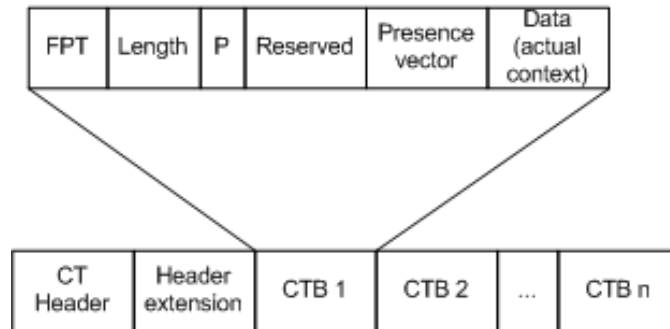 FPT
Length
P
Reserved
Presence
vector
Data
(actual
context)
CT
Header
Header
extension
CTB 1
CTB 2
...
CTB n